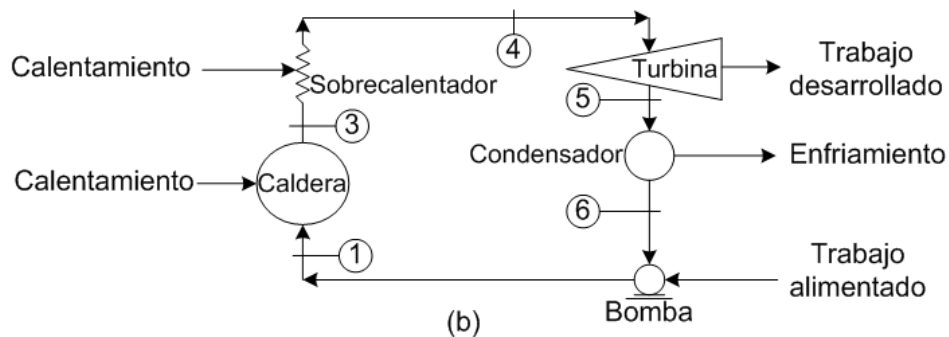 4
Calentamiento
Sobrecalentador
Turbina
Trabajo
desarrollado
3
5
Calentamiento
Caldera
Condensador
Enfriamiento
6
1
Trabajo
alimentado
Bomba
(b)